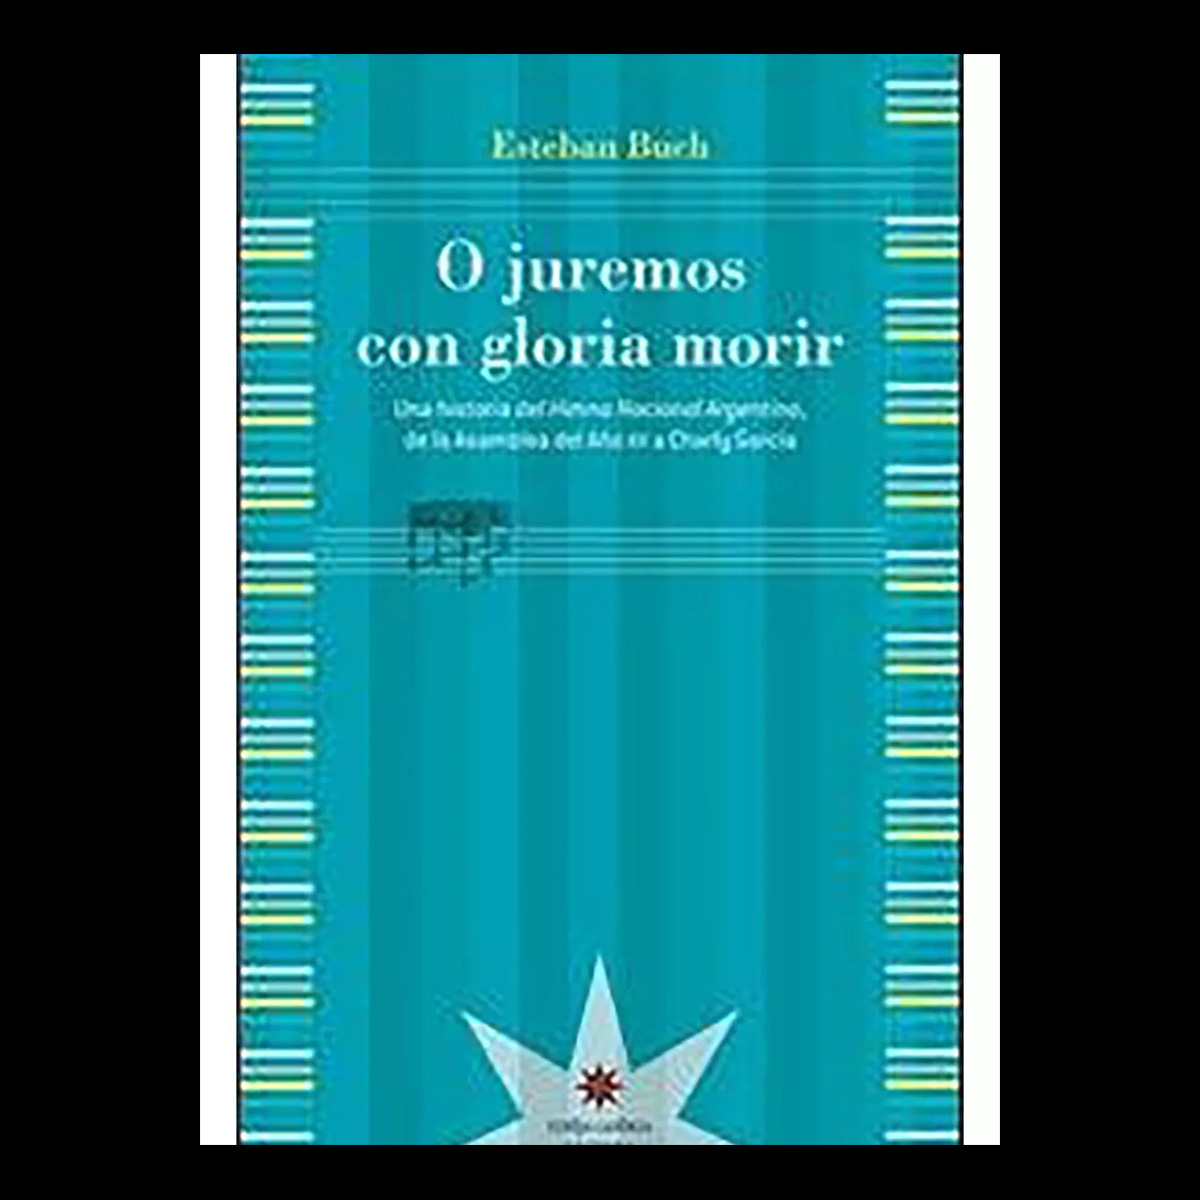 Esteban Buch
O juremos
con gloria morir
Una historia del Himno Nacional Argentino,
de la Asamblea del Año XIII a Charly García